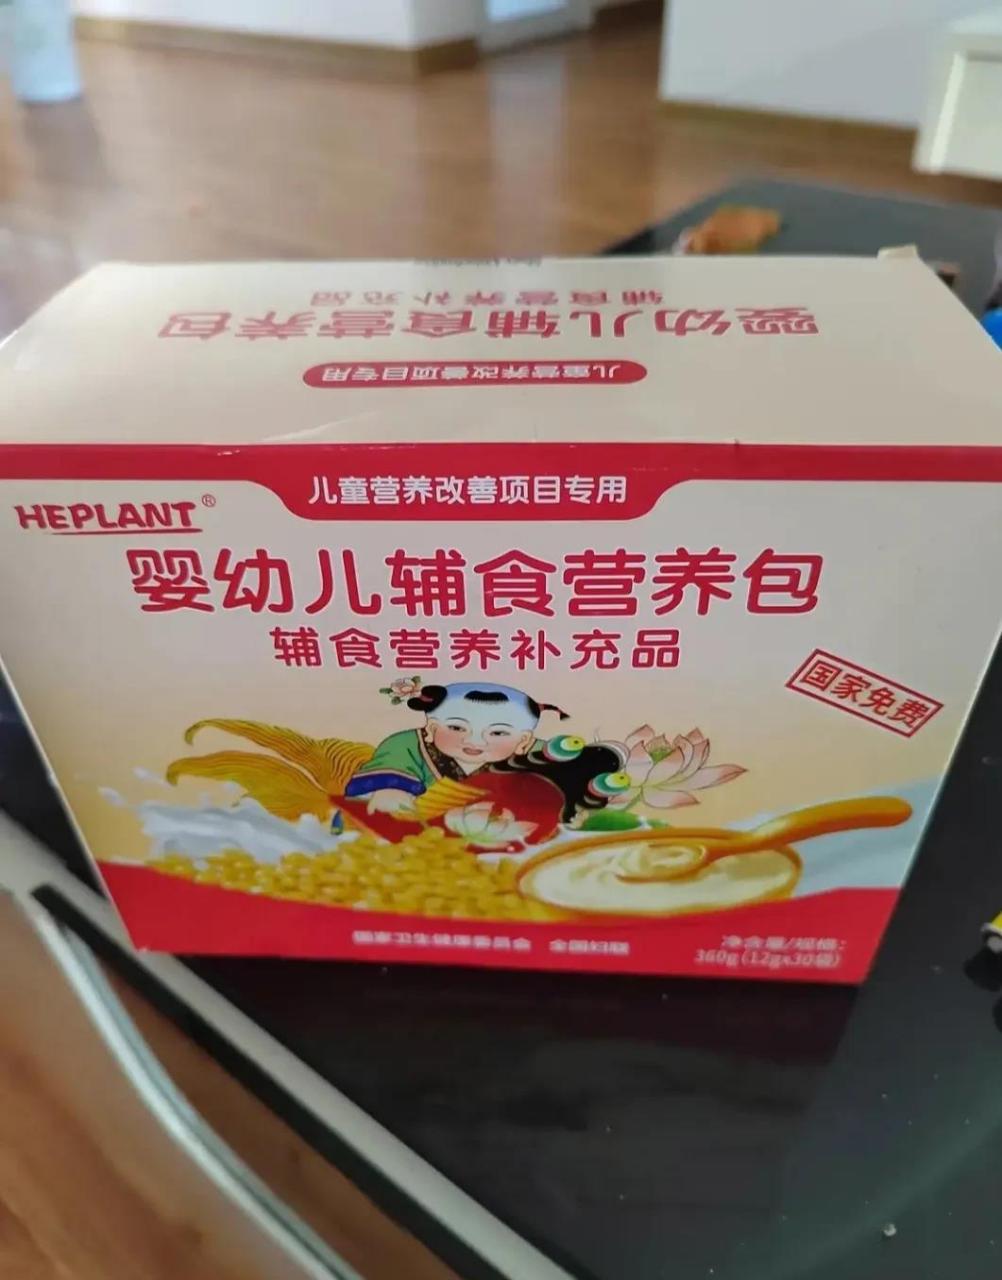 婴幼儿辅食营养包
辅食营养补充品
儿童营养改善项目专用
儿童营养改善项目专用
HEPLANT®
婴幼儿辅食营养包
辅食营养补充品
国家免费
国家卫生健康委员会 全国妇联
净含量/规格:
360g(12gx30袋)